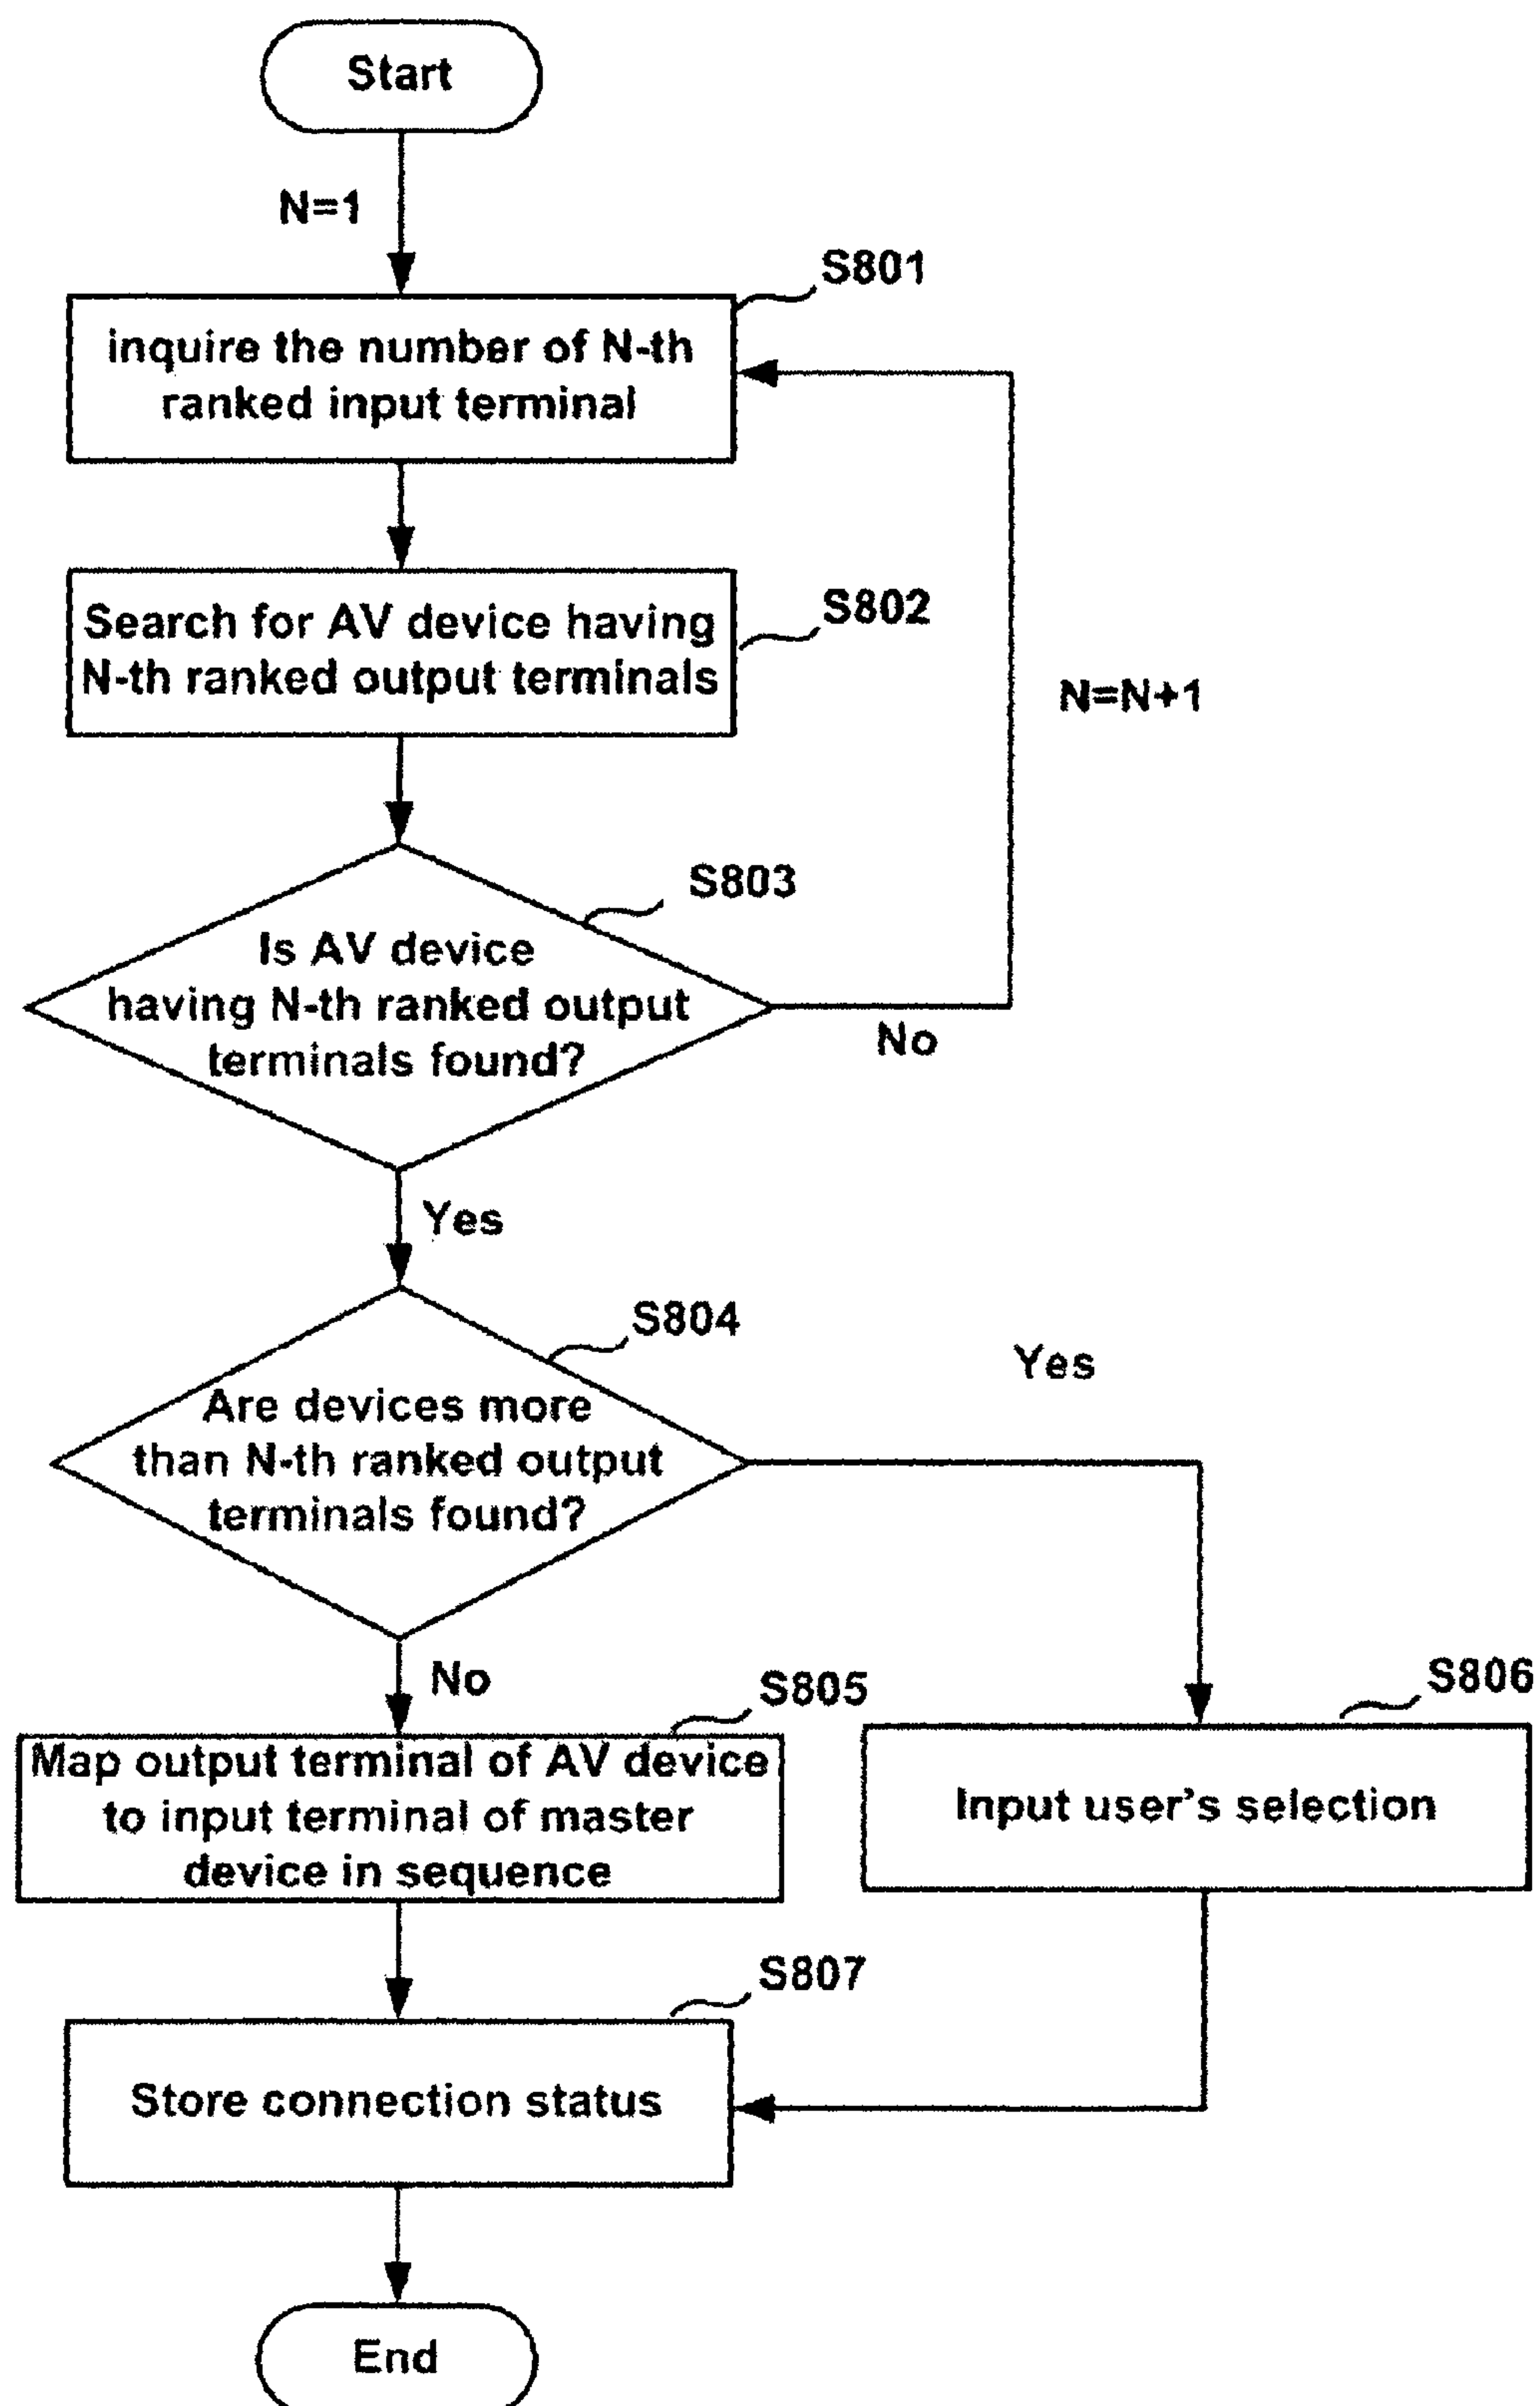 Start
N=1
S801
inquire the number of N-th
ranked input terminal
S802
Search for AV device having
N-th ranked output terminals
N=N+1
S803
Is AV device
having N-th ranked output
terminals found?
No
Yes
S804
Are devices more
than N-th ranked output
terminals found?
Yes
No
S805
Map output terminal of AV device
to input terminal of master
device in sequence
S806
Input user's selection
S807
Store connection status
End